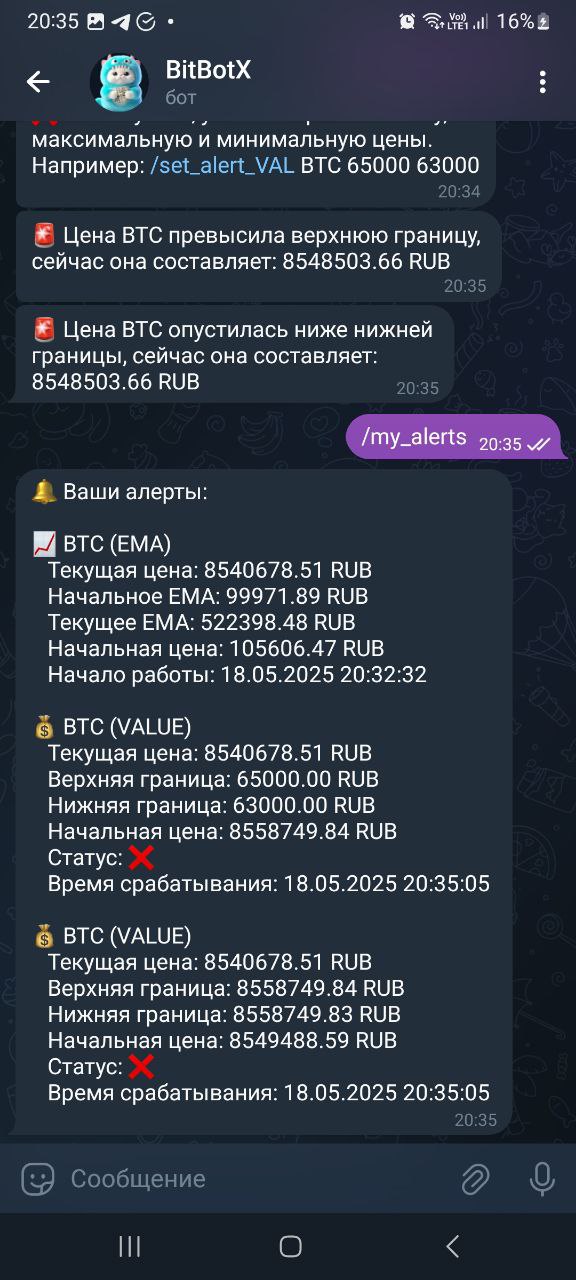 20:35
Vo)) LTE1 16%
BitBotX
бот
максимальную и минимальную цены.
Например: /set_alert_VAL BTC 65000 63000
20:34
Цена BTC превысила верхнюю границу,
сейчас она составляет: 8548503.66 RUB
20:35
Цена BTC опустилась ниже нижней
границы, сейчас она составляет:
8548503.66 RUB
20:35
/my_alerts 20:35
Ваши алерты:
BTC (EMA)
Текущая цена: 8540678.51 RUB
Начальное EMA: 99971.89 RUB
Текущее EMA: 522398.48 RUB
Начальная цена: 105606.47 RUB
Начало работы: 18.05.2025 20:32:32
BTC (VALUE)
Текущая цена: 8540678.51 RUB
Верхняя граница: 65000.00 RUB
Нижняя граница: 63000.00 RUB
Начальная цена: 8558749.84 RUB
Статус: ❌
Время срабатывания: 18.05.2025 20:35:05
BTC (VALUE)
Текущая цена: 8540678.51 RUB
Верхняя граница: 8558749.84 RUB
Нижняя граница: 8558749.83 RUB
Начальная цена: 8549488.59 RUB
Статус: ❌
Время срабатывания: 18.05.2025 20:35:05
20:35
Сообщение